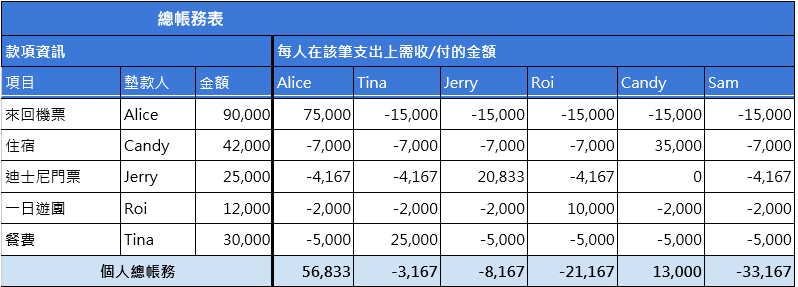 總帳務表
款項資訊 每人在該筆支出上需收/付的金額
項目 墊款人 金額 Alice Tina Jerry Roi Candy Sam
來回機票 Alice 90,000 75,000 -15,000 -15,000 -15,000 -15,000 -15,000
住宿 Candy 42,000 -7,000 -7,000 -7,000 -7,000 35,000 -7,000
迪士尼門票 Jerry 25,000 -4,167 -4,167 20,833 -4,167 0 -4,167
一日遊團 Roi 12,000 -2,000 -2,000 -2,000 10,000 -2,000 -2,000
餐費 Tina 30,000 -5,000 25,000 -5,000 -5,000 -5,000 -5,000
個人總帳務 56,833 -3,167 -8,167 -21,167 13,000 -33,167